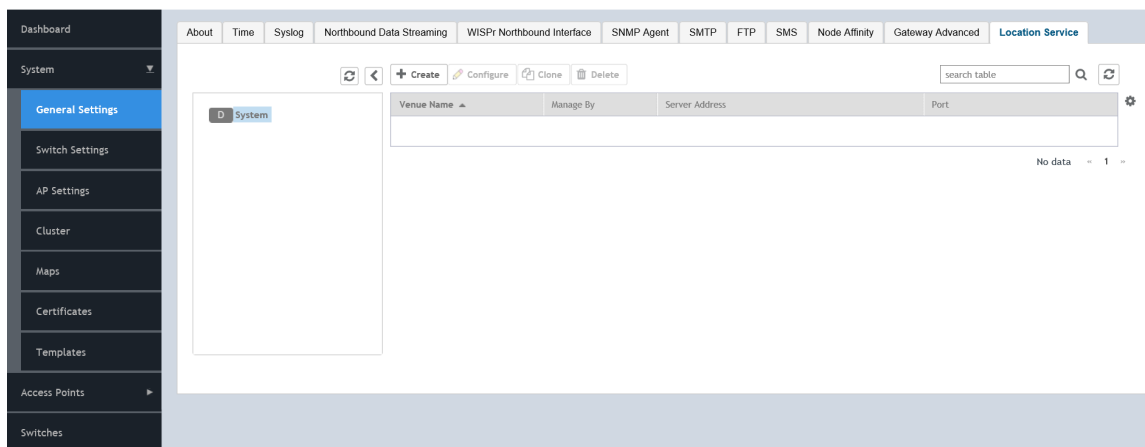 Dashboard
About Time Syslog Northbound Data Streaming WISPr Northbound Interface SNMP Agent SMTP FTP SMS Node Affinity Gateway Advanced Location Service
System
Create Configure Clone Delete
search table
General Settings
D System
Venue Name Manage By Server Address Port
No data « 1 »
Switch Settings
AP Settings
Cluster
Maps
Certificates
Templates
Access Points
Switches